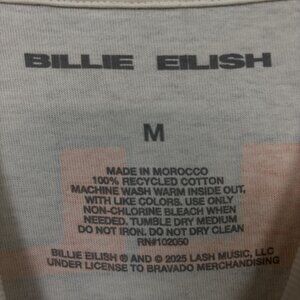 BILLIE EILISH
M
MADE IN MOROCCO
100% RECYCLED COTTON
MACHINE WASH WARM INSIDE OUT,
WITH LIKE COLORS. USE ONLY
NON-CHLORINE BLEACH WHEN
NEEDED. TUMBLE DRY MEDIUM
DO NOT IRON. DO NOT DRY CLEAN
RN#102050
BILLIE EILISH ® AND © 2025 LASH MUSIC, LLC
UNDER LICENSE TO BRAVADO MERCHANDISING